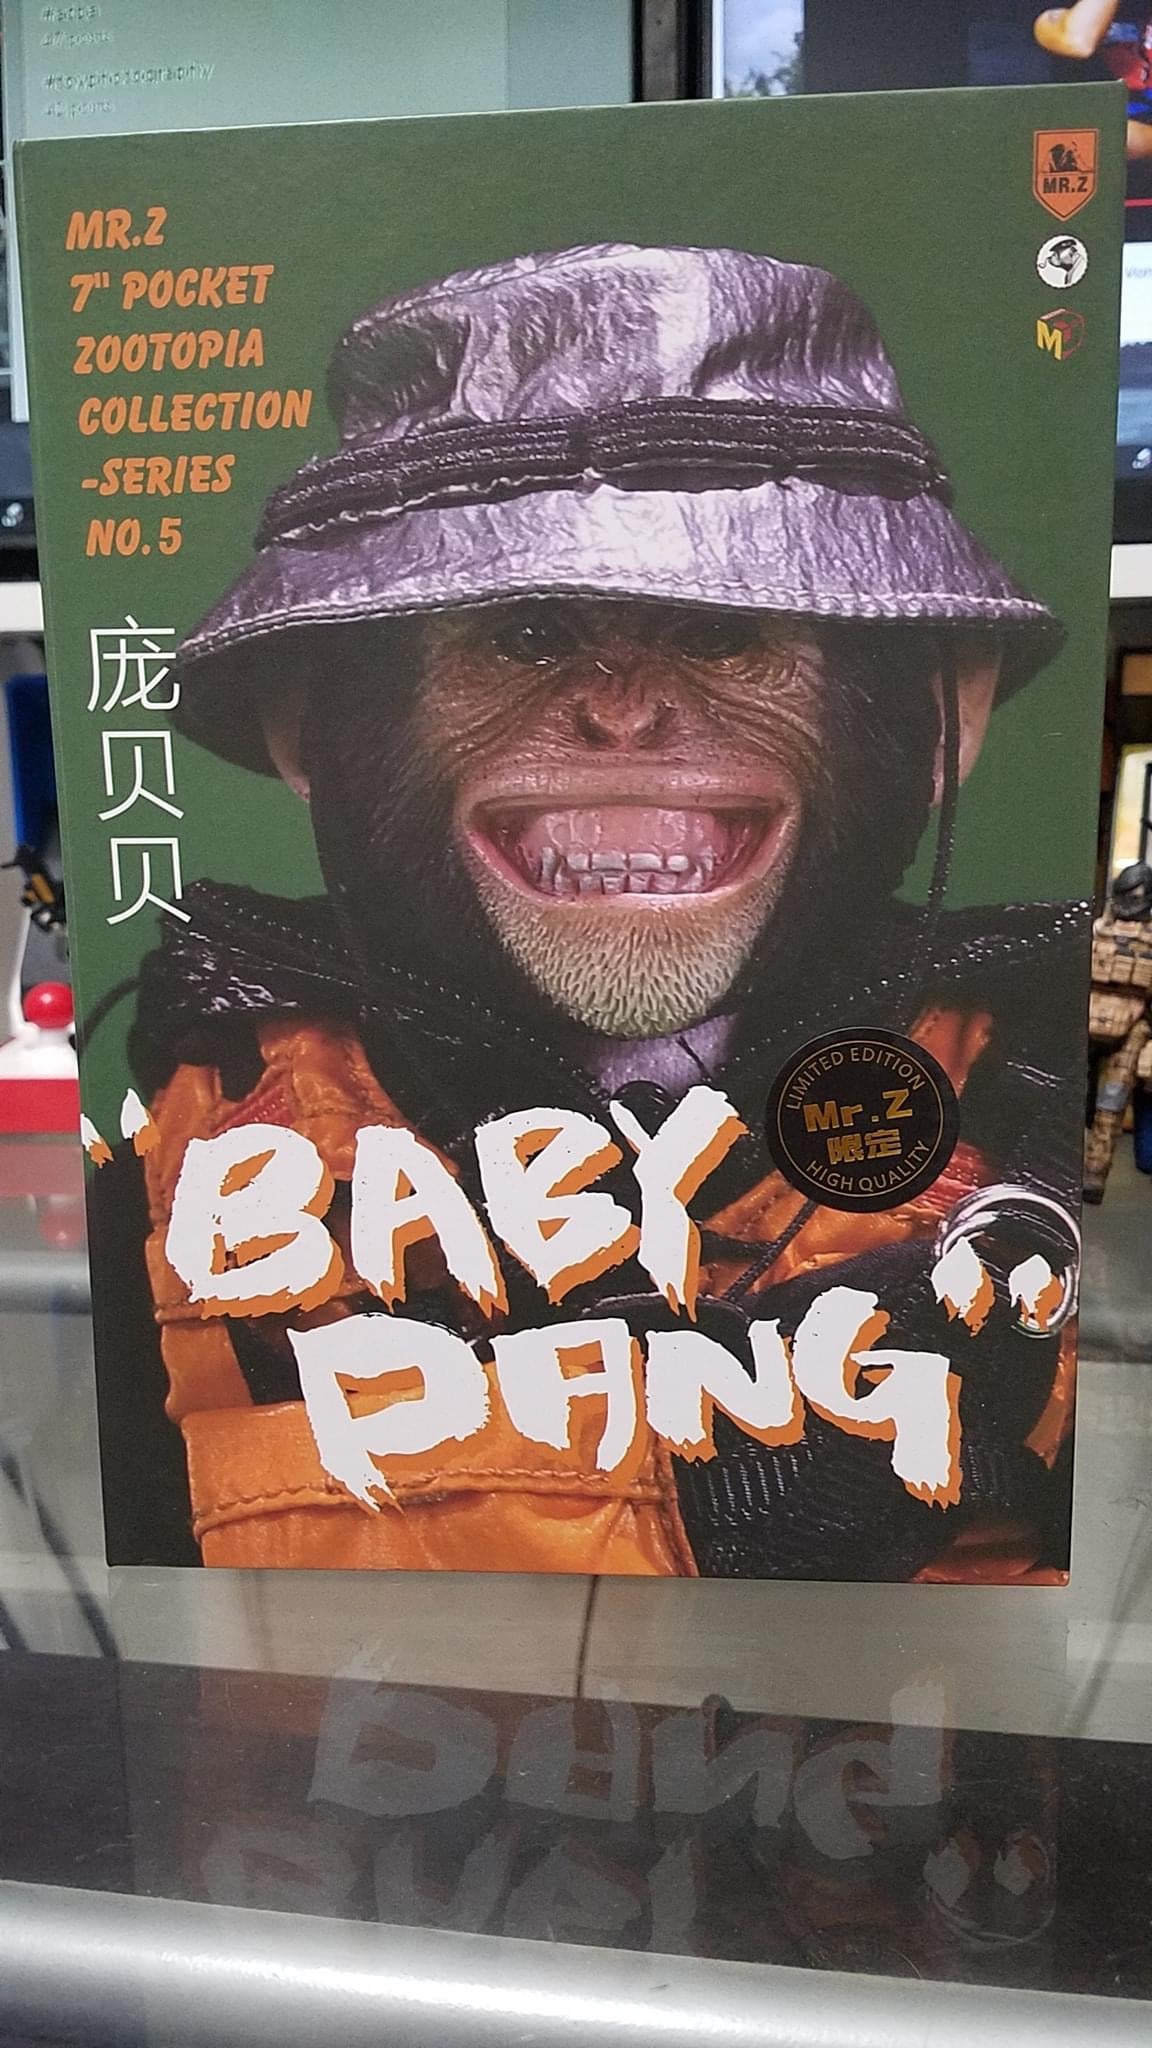 MR.Z
MR.Z
7" POCKET
ZOOTOPIA
COLLECTION
-SERIES
NO. 5
庞贝贝
LIMITED EDITION
Mr.Z
限定
HIGH QUALITY
"BABY
DANG"